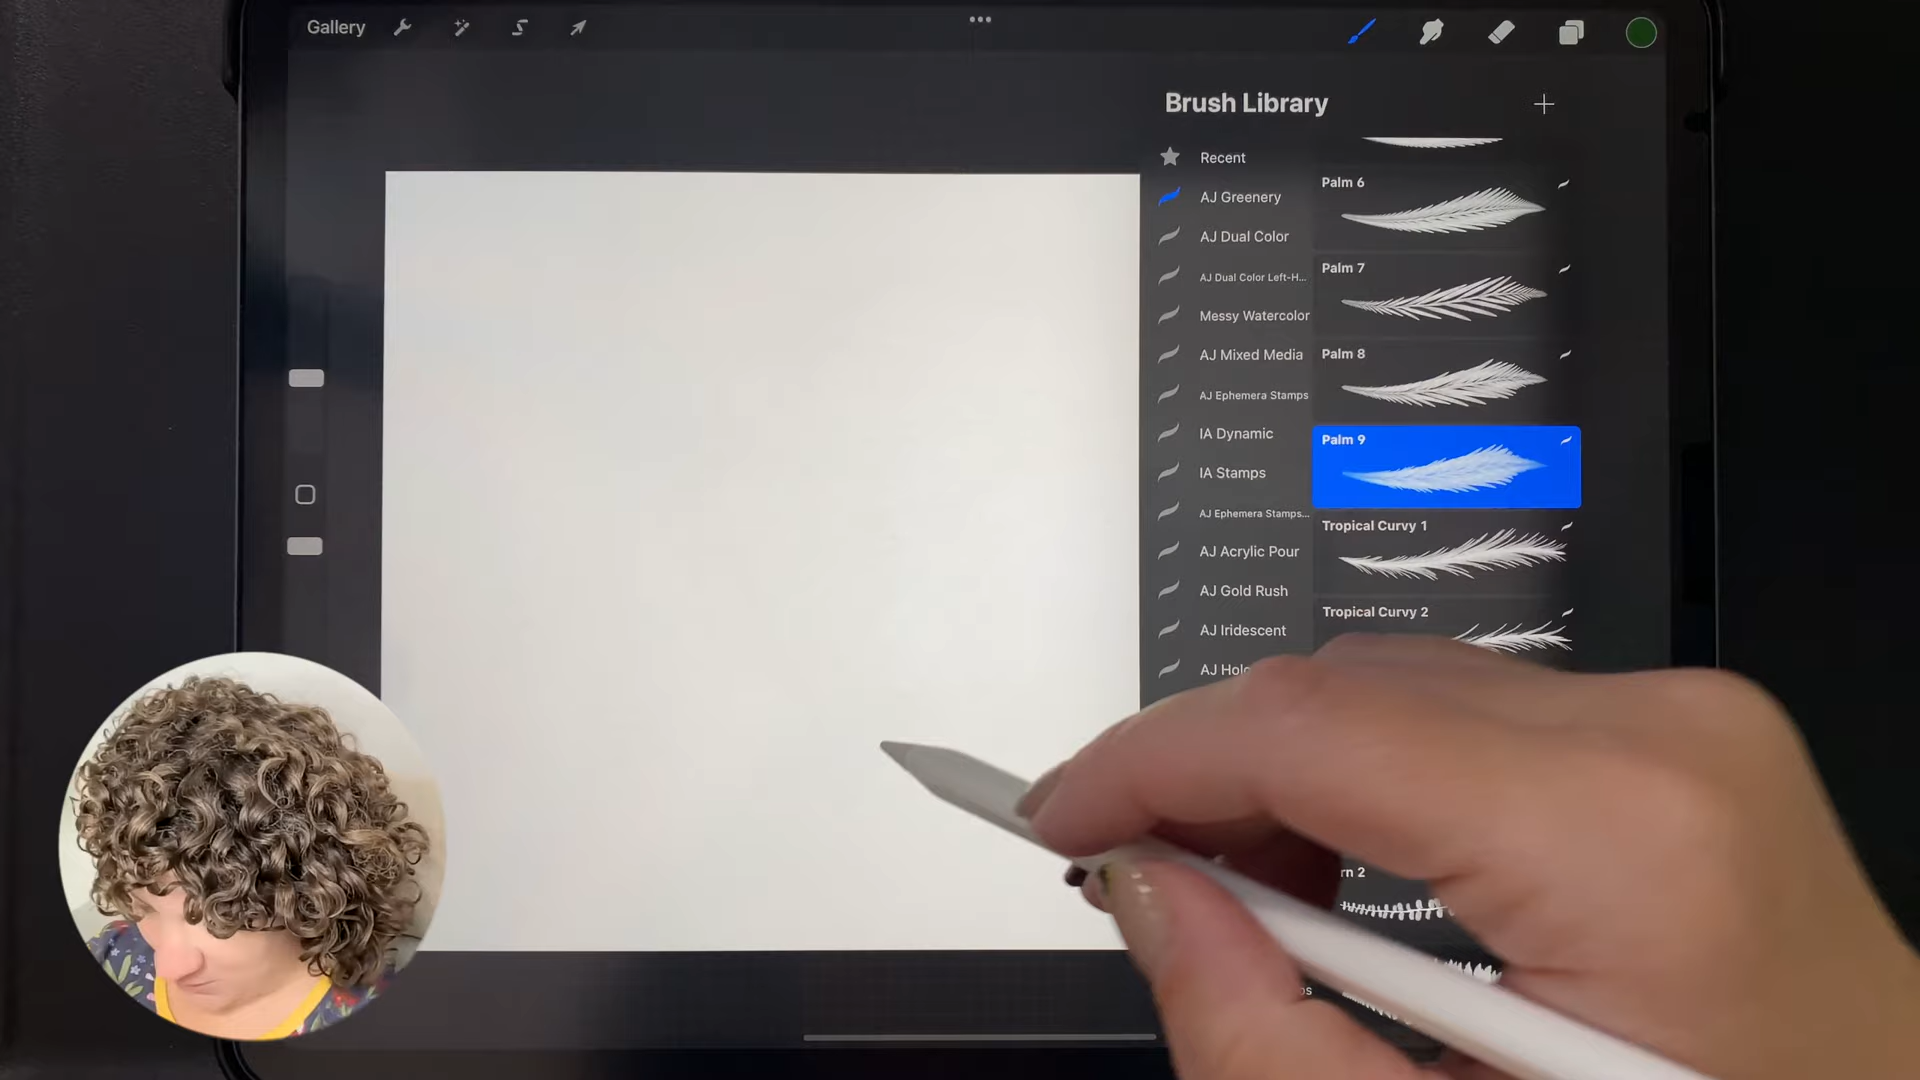 Gallery
Brush Library
Recent
AJ Greenery
AJ Dual Color
AJ Dual Color Left-H...
Messy Watercolor
AJ Mixed Media
AJ Ephemera Stamps
IA Dynamic
IA Stamps
AJ Ephemera Stamps...
AJ Acrylic Pour
AJ Gold Rush
AJ Iridescent
Palm 6
Palm 7
Palm 8
Palm 9
Tropical Curvy 1
Tropical Curvy 2